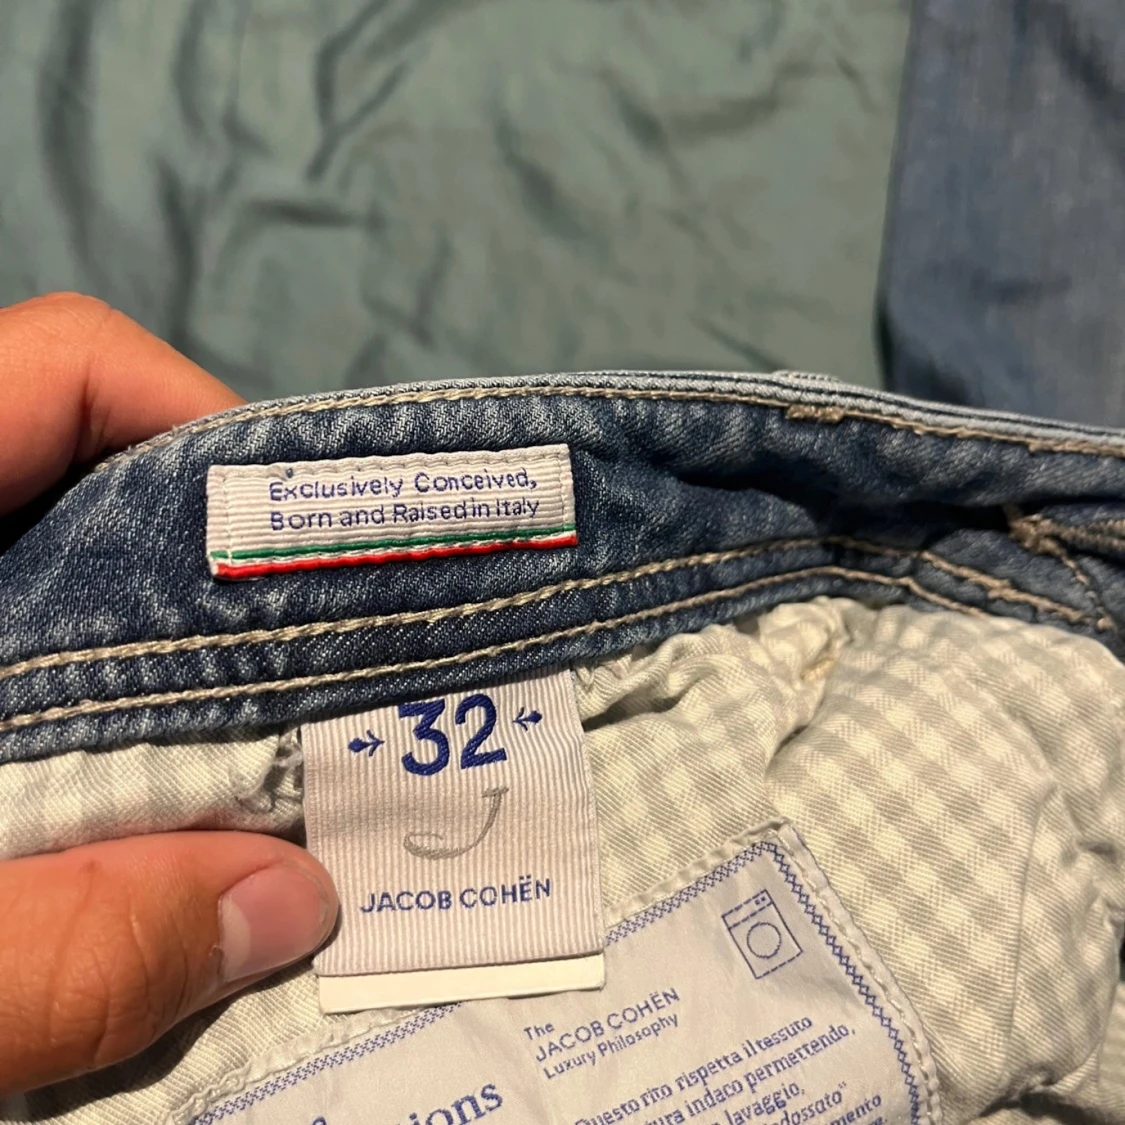 Exclusively Conceived,
Born and Raised in Italy
32
JACOB COHËN
The
JACOB COHËN
Luxury Philosophy
Questo rito rispetta il tessuto
indaco permettendo,
lavaggio,